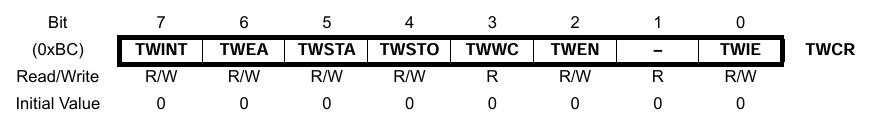 Bit 7 6 5 4 3 2 1 0
(0xBC) TWINT TWEA TWSTA TWSTO TWWC TWEN – TWIE TWCR
Read/Write R/W R/W R/W R/W R R/W R R/W
Initial Value 0 0 0 0 0 0 0 0